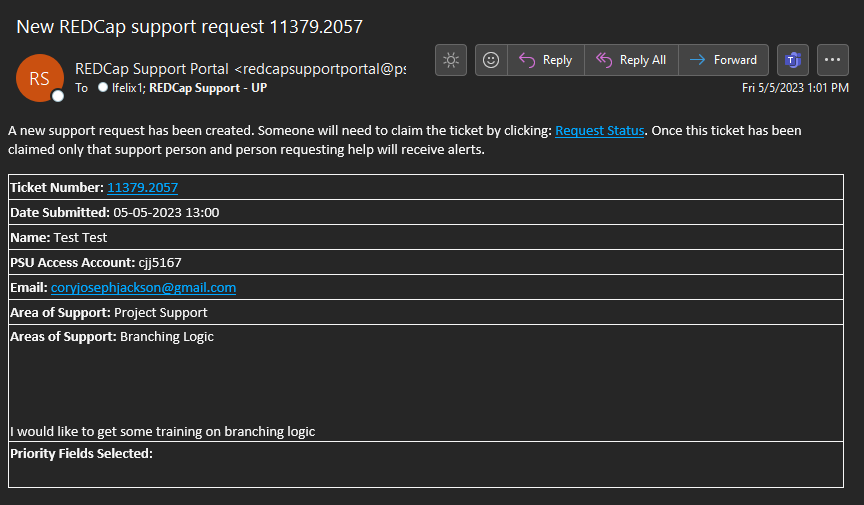 New REDCap support request 11379.2057
RS
REDCap Support Portal <redcapsupportportal@ps
To lfelix1; REDCap Support - UP
Reply
Reply All
Forward
Fri 5/5/2023 1:01 PM
A new support request has been created. Someone will need to claim the ticket by clicking: Request Status. Once this ticket has been
claimed only that support person and person requesting help will receive alerts.
Ticket Number: 11379.2057
Date Submitted: 05-05-2023 13:00
Name: Test Test
PSU Access Account: cjj5167
Email: coryjosephjackson@gmail.com
Area of Support: Project Support
Areas of Support: Branching Logic
I would like to get some training on branching logic
Priority Fields Selected: